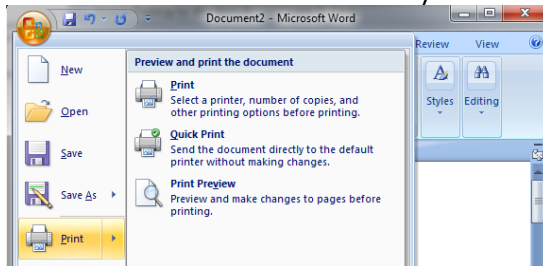 Document2 - Microsoft Word
Review View
New
Open
Save
Save As
Print
Preview and print the document
Print
Select a printer, number of copies, and
other printing options before printing.
Quick Print
Send the document directly to the default
printer without making changes.
Print Preview
Preview and make changes to pages before
printing.
Styles Editing